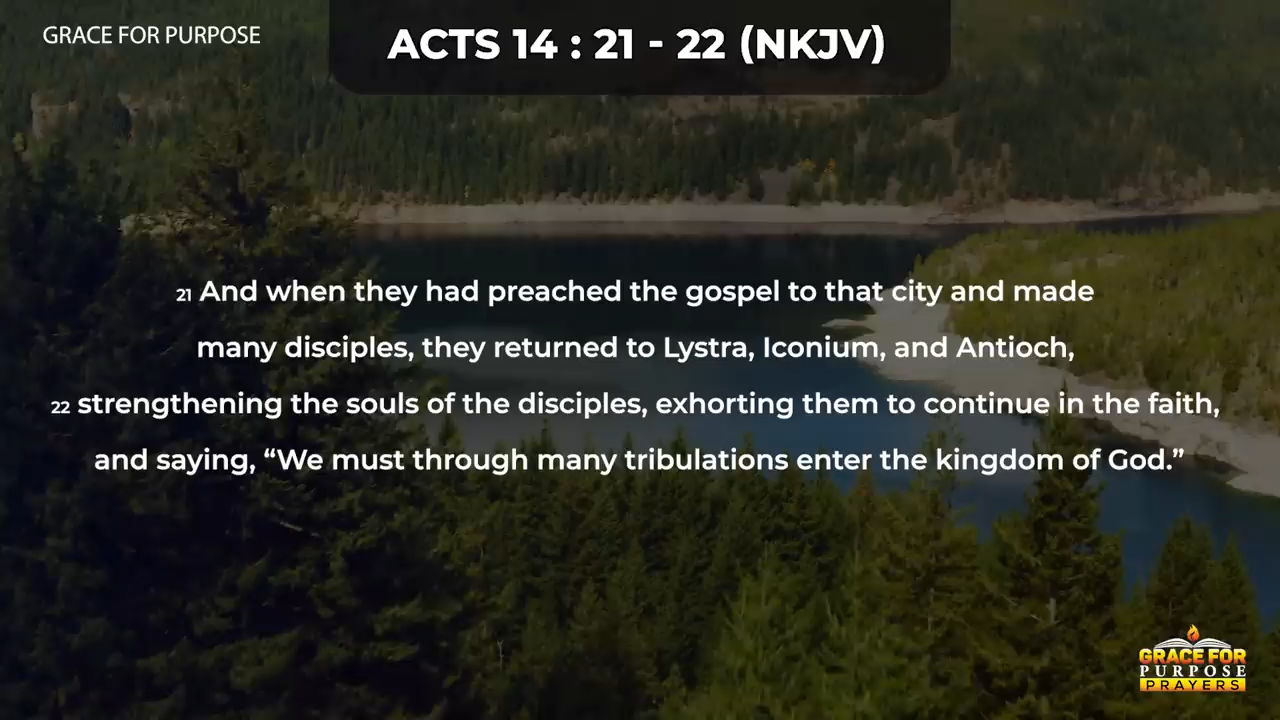 GRACE FOR PURPOSE
ACTS 14 : 21 - 22 (NKJV)
21 And when they had preached the gospel to that city and made
many disciples, they returned to Lystra, Iconium, and Antioch,
22 strengthening the souls of the disciples, exhorting them to continue in the faith,
and saying, “We must through many tribulations enter the kingdom of God.”
GRACE FOR
PURPOSE
PRAYERS